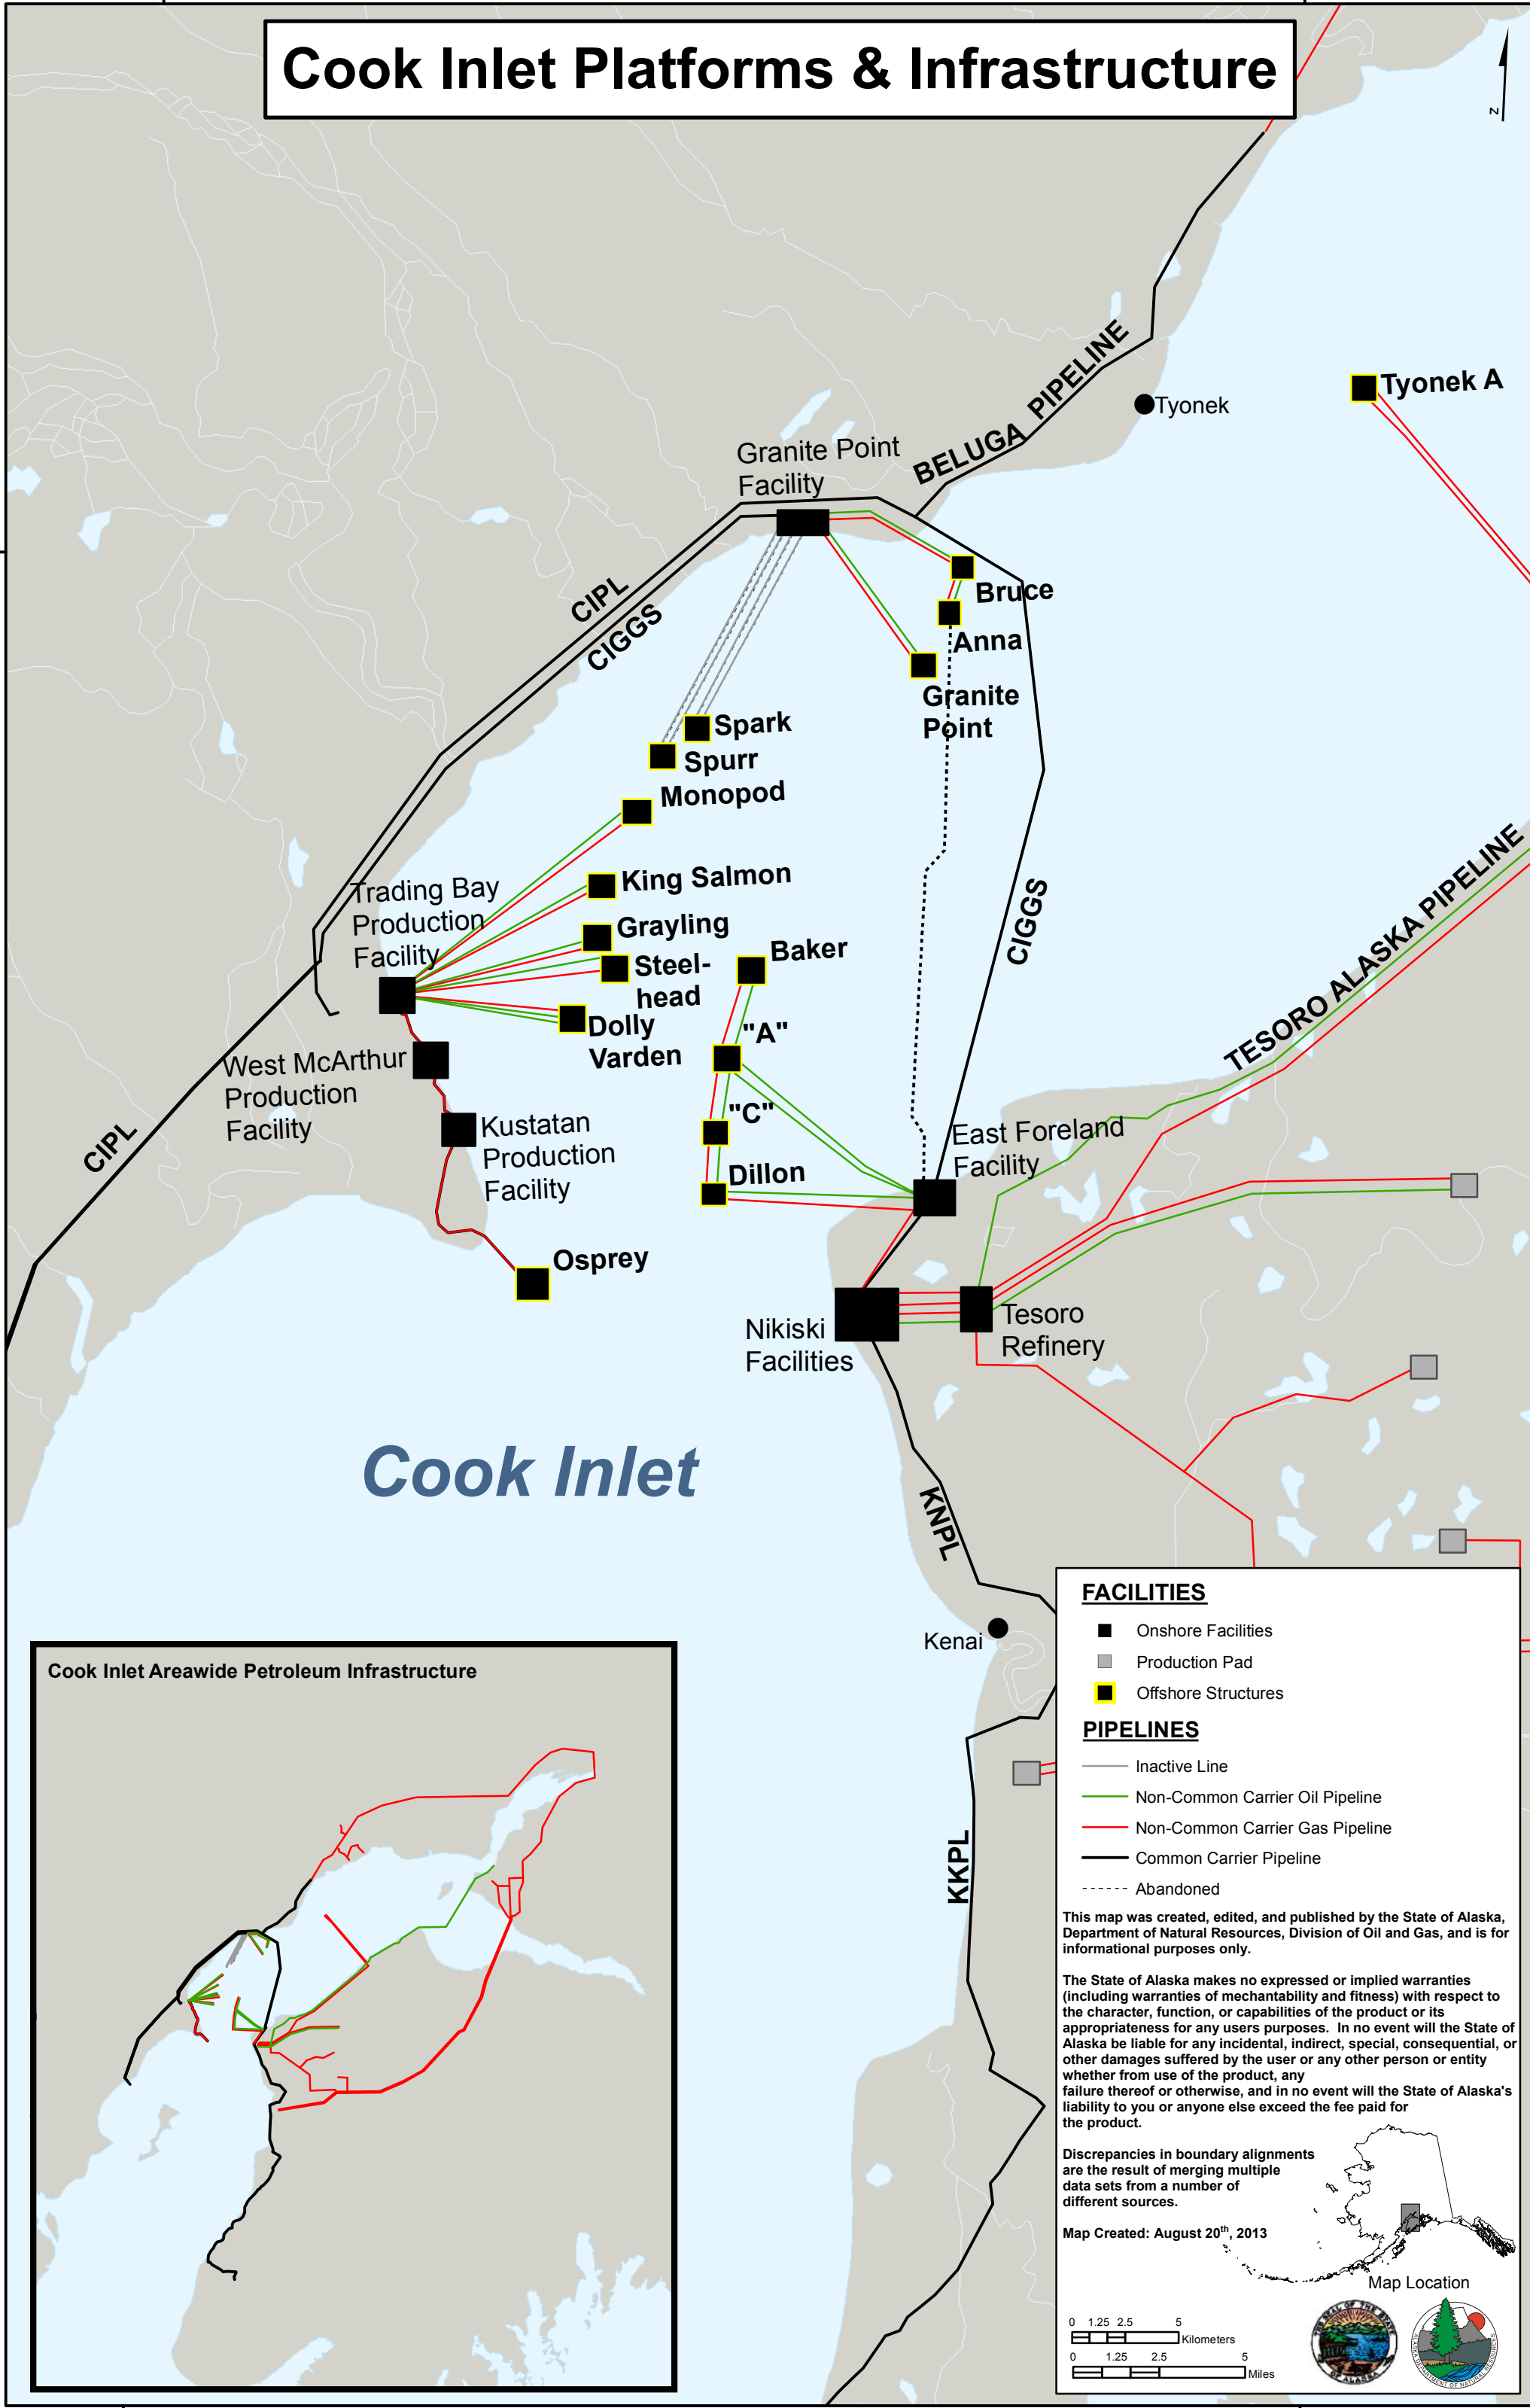 Cook Inlet Platforms & Infrastructure
N
BELUGA PIPELINE
Tyonek
Tyonek A
Granite Point
Facility
CIPL
CIGGS
Bruce
Anna
Granite
Point
Spark
Spurr
Monopod
King Salmon
Trading Bay
Production
Facility
Grayling
Steel-
head
Baker
CIGGS
Dolly
Varden
"A"
TESORO ALASKA PIPELINE
West McArthur
Production
Facility
"C"
CIPL
Kustatan
Production
Facility
East Foreland
Facility
Dillon
Osprey
Nikiski
Facilities
Tesoro
Refinery
Cook Inlet
KNPL
Kenai
KKPL
Cook Inlet Areawide Petroleum Infrastructure
FACILITIES
Onshore Facilities
Production Pad
Offshore Structures
PIPELINES
Inactive Line
Non-Common Carrier Oil Pipeline
Non-Common Carrier Gas Pipeline
Common Carrier Pipeline
Abandoned
This map was created, edited, and published by the State of Alaska,
Department of Natural Resources, Division of Oil and Gas, and is for
informational purposes only.
The State of Alaska makes no expressed or implied warranties
(including warranties of mechantability and fitness) with respect to
the character, function, or capabilities of the product or its
appropriateness for any users purposes. In no event will the State of
Alaska be liable for any incidental, indirect, special, consequential, or
other damages suffered by the user or any other person or entity
whether from use of the product, any
failure thereof or otherwise, and in no event will the State of Alaska's
liability to you or anyone else exceed the fee paid for
the product.
Discrepancies in boundary alignments
are the result of merging multiple
data sets from a number of
different sources.
Map Created: August 20th, 2013
Map Location
0 1.25 2.5 5
Kilometers
0 1.25 2.5 5
Miles
THE SEAL OF THE STATE
OF ALASKA
ALASKA DEPARTMENT OF NATURAL RESOURCES